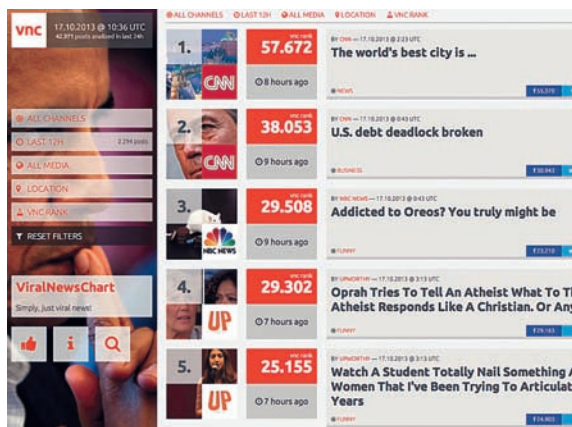 vnc
17.10.2013 @ 10:36 UTC
42.971 posts analised in last 24h.
ALL CHANNELS
LAST 12H
2.294 posts
ALL MEDIA
LOCATION
VNC RANK
RESET FILTERS
ViralNewsChart
Simply, just viral news!
ALL CHANNELS LAST 12H ALL MEDIA LOCATION VNC RANK
1.
CNN
vnc rank
57.672
8 hours ago
BY CNN — 17.10.2013 @ 2:23 UTC
The world's best city is ...
NEWS
2.
CNN
vnc rank
38.053
9 hours ago
BY CNN — 17.10.2013 @ 0:43 UTC
U.S. debt deadlock broken
BUSINESS
3.
NBC NEWS
vnc rank
29.508
9 hours ago
BY NBC NEWS — 17.10.2013 @ 0:43 UTC
Addicted to Oreos? You truly might be
FUNNY
4.
UP
vnc rank
29.302
7 hours ago
BY UPWORTHY — 17.10.2013 @ 3:13 UTC
Oprah Tries To Tell An Atheist What To Th
Atheist Responds Like A Christian. Or Any
FUNNY
5.
UP
vnc rank
25.155
7 hours ago
BY UPWORTHY — 17.10.2013 @ 3:13 UTC
Watch A Student Totally Nail Something A
Women That I've Been Trying To Articulat
Years
FUNNY